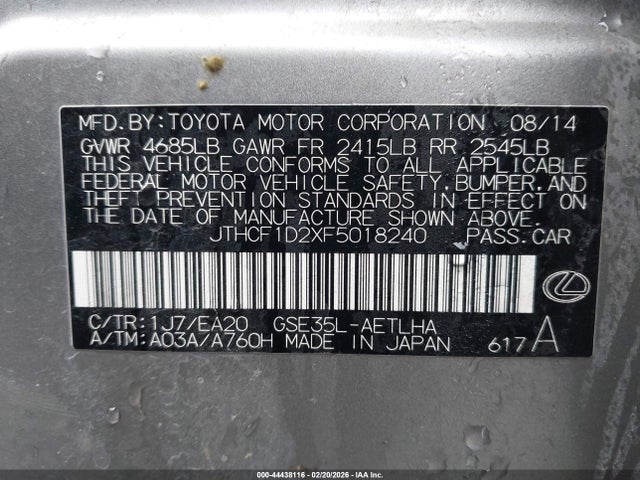 MFD. BY: TOYOTA MOTOR CORPORATION 08/14
GVWR 4685LB GAWR FR 2415LB RR 2545LB
THIS VEHICLE CONFORMS TO ALL APPLICABLE
FEDERAL MOTOR VEHICLE SAFETY, BUMPER, AND
THEFT PREVENTION STANDARDS IN EFFECT ON
THE DATE OF MANUFACTURE SHOWN ABOVE.
JTHCF1D2XF5018240 PASS. CAR
C/TR: 1J7/EA20 GSE35L-AETLHA
A/TM: A03A/A760H MADE IN JAPAN 617 A
000-44438116 - 02/20/2026 - IAA Inc.